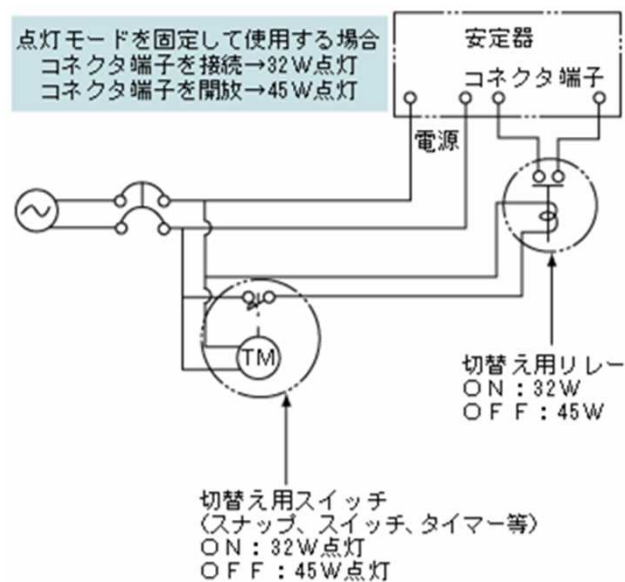 点灯モードを固定して使用する場合
コネクタ端子を接続→32W点灯
コネクタ端子を開放→45W点灯
安定器
コネクタ端子
電源
TM
切替え用リレー
ON:32W
OFF:45W
切替え用スイッチ
(スナップ、スイッチ、タイマー等)
ON:32W点灯
OFF:45W点灯